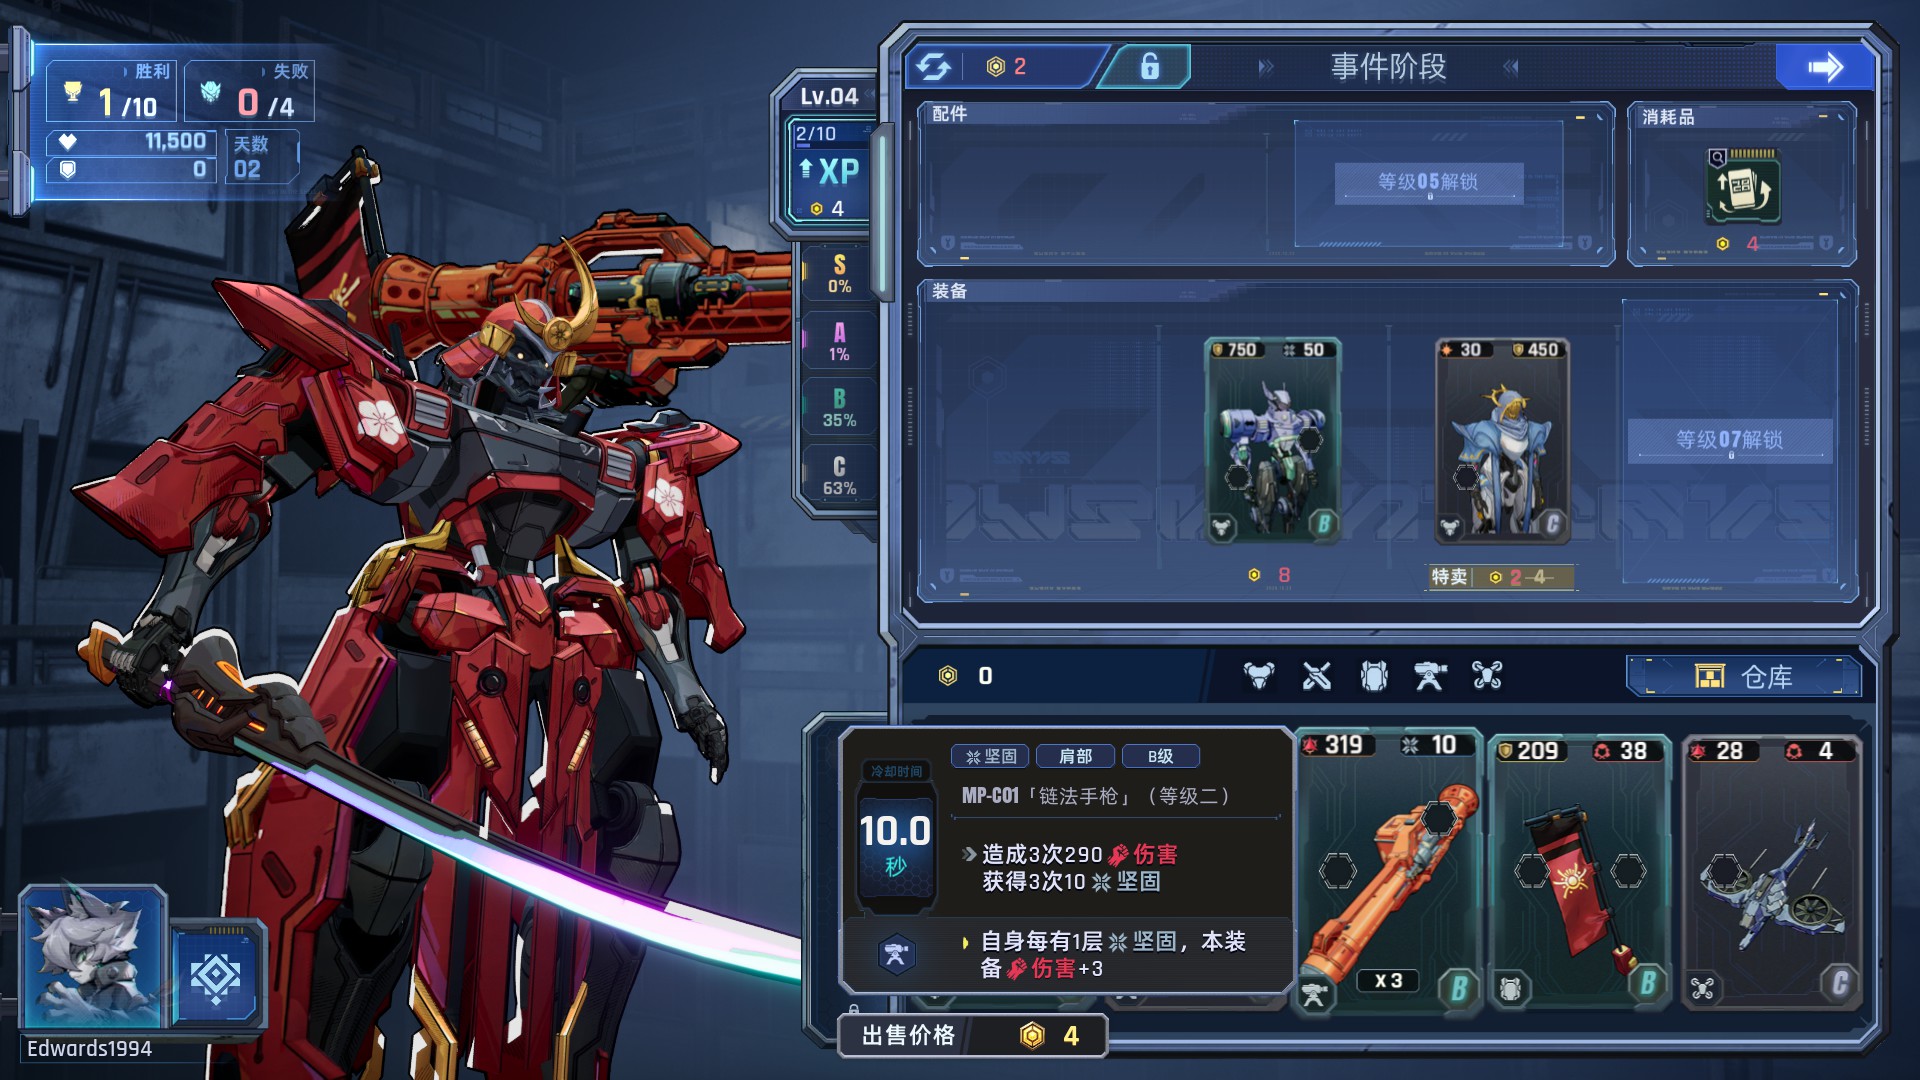 胜利
1/10
失败
0/4
11,500
0
天数
02
Lv.04
2/10
XP
4
S
0%
A
1%
B
35%
C
63%
2
事件阶段
配件
等级05解锁
消耗品
4
装备
750
50
B
8
30
450
C
特卖
2
4
等级07解锁
0
仓库
冷却时间
10.0
秒
坚固
肩部
B级
MP-C01「链法手枪」（等级二）
造成3次290伤害
获得3次10坚固
自身每有1层坚固，本装
备伤害+3
出售价格
4
319
10
x3
B
209
38
B
28
4
C
Edwards1994